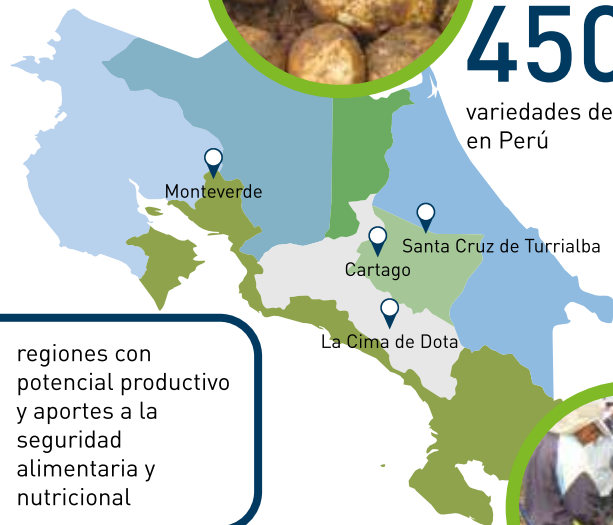 450
variedades de
en Perú
Monteverde
Santa Cruz de Turrialba
Cartago
La Cima de Dota
regiones con
potencial productivo
y aportes a la
seguridad
alimentaria y
nutricional